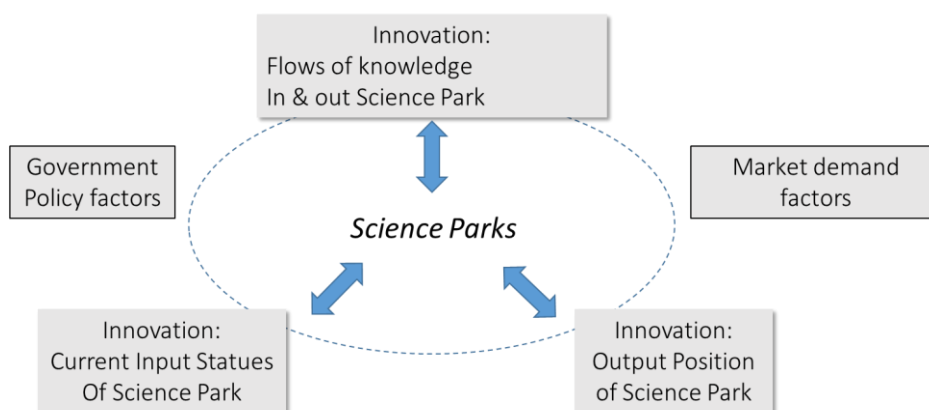 Innovation:
Flows of knowledge
In & out Science Park
Government
Policy factors
Market demand
factors
Science Parks
Innovation:
Current Input Statues
Of Science Park
Innovation:
Output Position
of Science Park